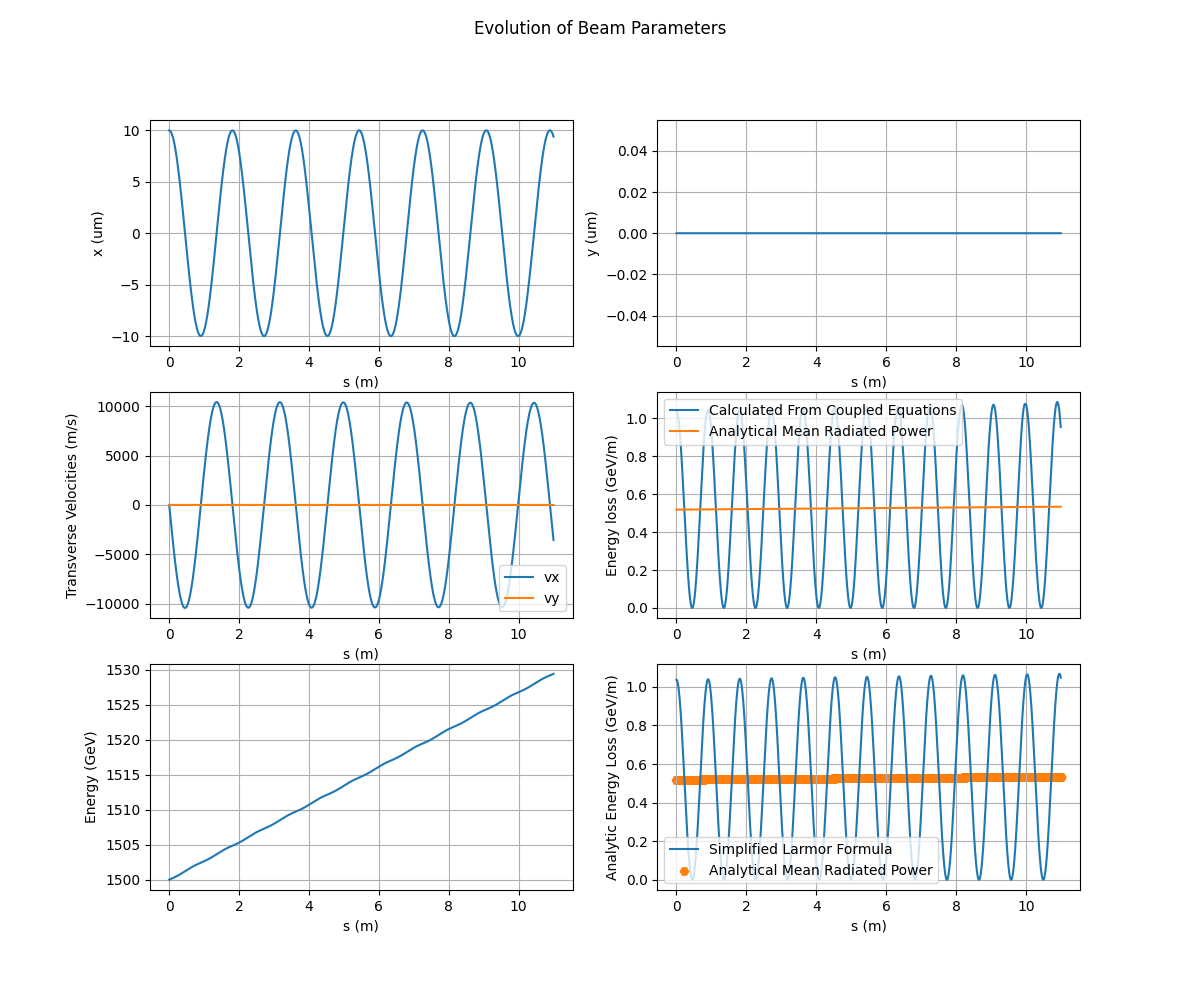 Evolution of Beam Parameters
10
5
0
−5
−10
x (um)
0 2 4 6 8 10
s (m)
0.04
0.02
0.00
−0.02
−0.04
y (um)
0 2 4 6 8 10
s (m)
10000
5000
0
−5000
−10000
Transverse Velocities (m/s)
vx
vy
0 2 4 6 8 10
s (m)
1.0
0.8
0.6
0.4
0.2
0.0
Energy loss (GeV/m)
Calculated From Coupled Equations
Analytical Mean Radiated Power
0 2 4 6 8 10
s (m)
1530
1525
1520
1515
1510
1505
1500
Energy (GeV)
0 2 4 6 8 10
s (m)
1.0
0.8
0.6
0.4
0.2
0.0
Analytic Energy Loss (GeV/m)
Simplified Larmor Formula
Analytical Mean Radiated Power
0 2 4 6 8 10
s (m)